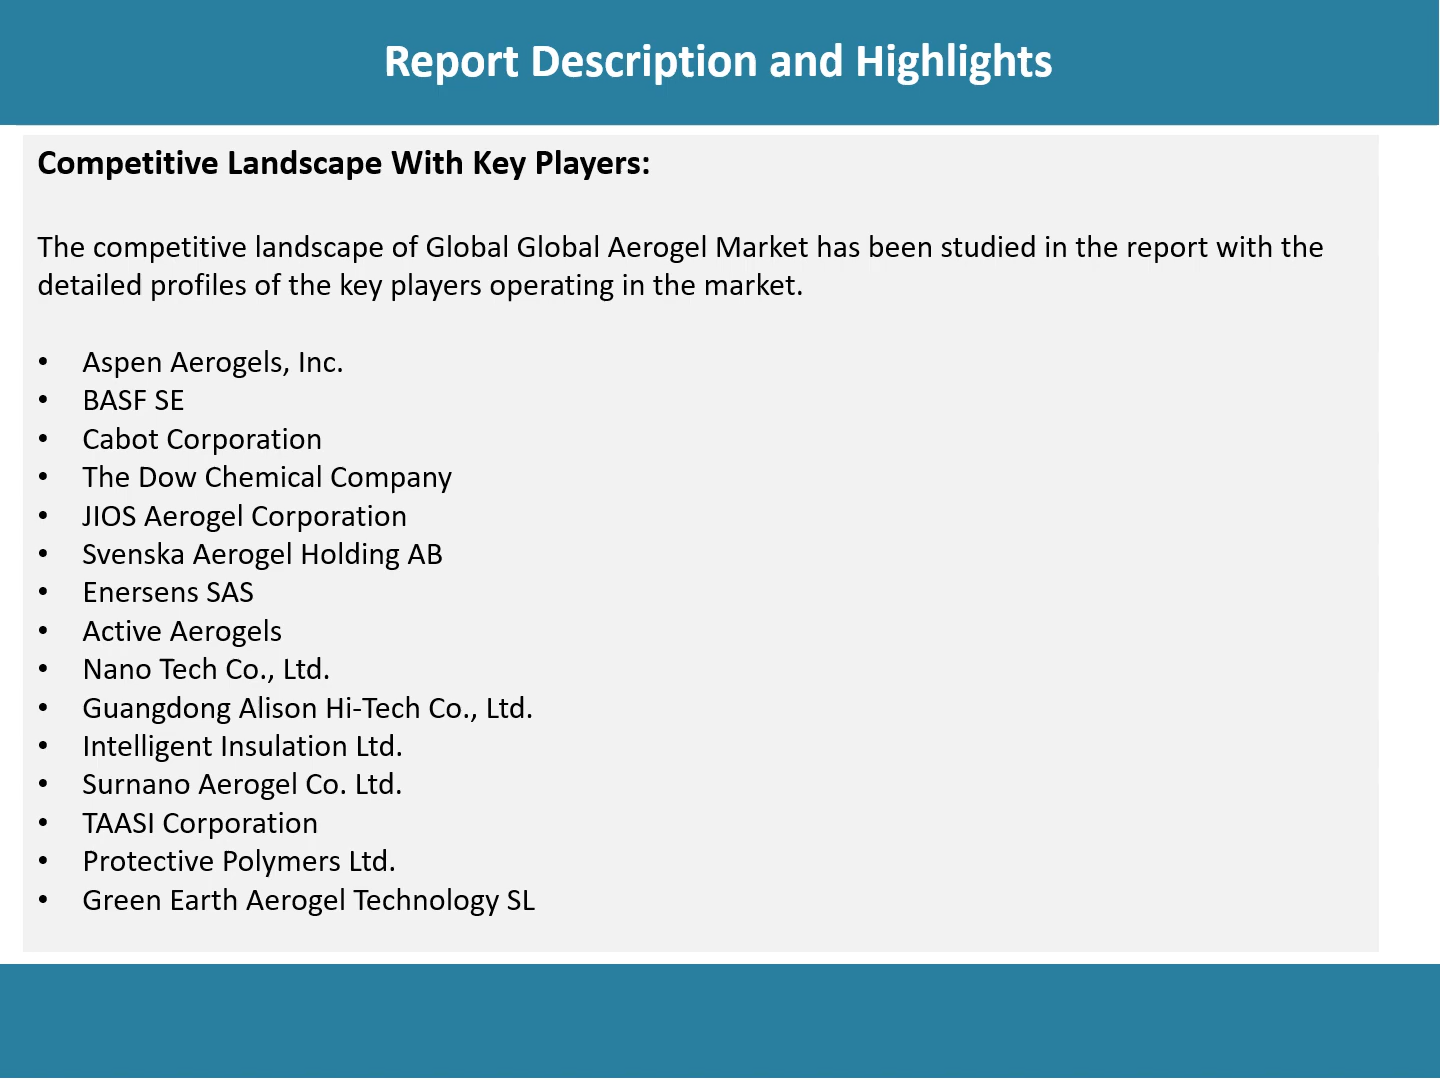 Report Description and Highlights
Competitive Landscape With Key Players:
The competitive landscape of Global Global Aerogel Market has been studied in the report with the
detailed profiles of the key players operating in the market.
• Aspen Aerogels, Inc.
• BASF SE
• Cabot Corporation
• The Dow Chemical Company
• JIOS Aerogel Corporation
• Svenska Aerogel Holding AB
• Enersens SAS
• Active Aerogels
• Nano Tech Co., Ltd.
• Guangdong Alison Hi-Tech Co., Ltd.
• Intelligent Insulation Ltd.
• Surnano Aerogel Co. Ltd.
• TAASI Corporation
• Protective Polymers Ltd.
• Green Earth Aerogel Technology SL